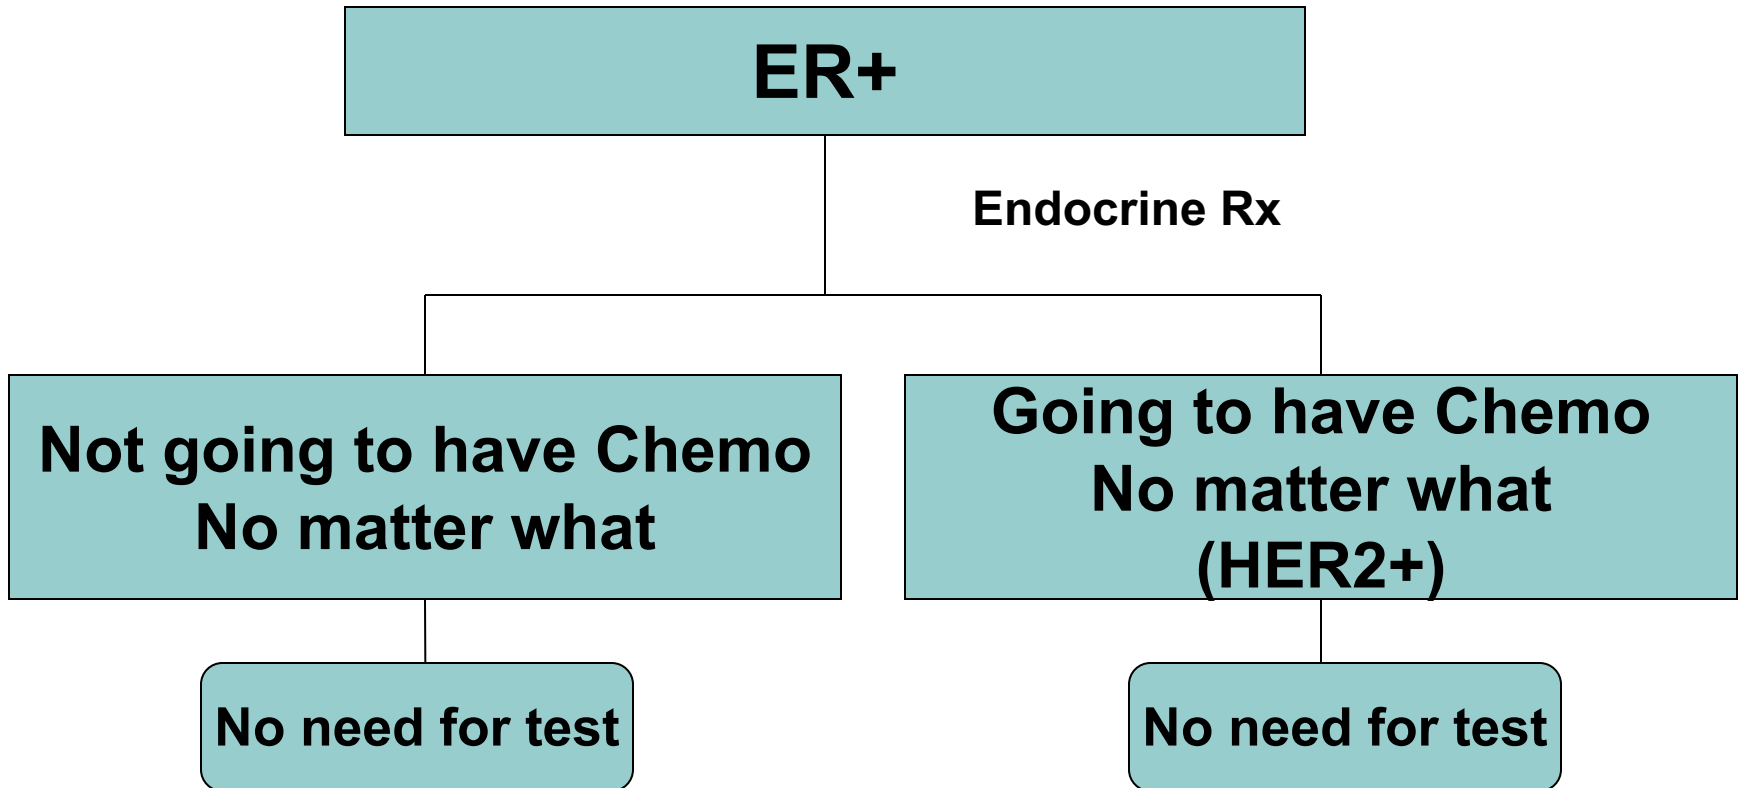 ER+
Endocrine Rx
Not going to have Chemo
No matter what
Going to have Chemo
No matter what
(HER2+)
No need for test
No need for test